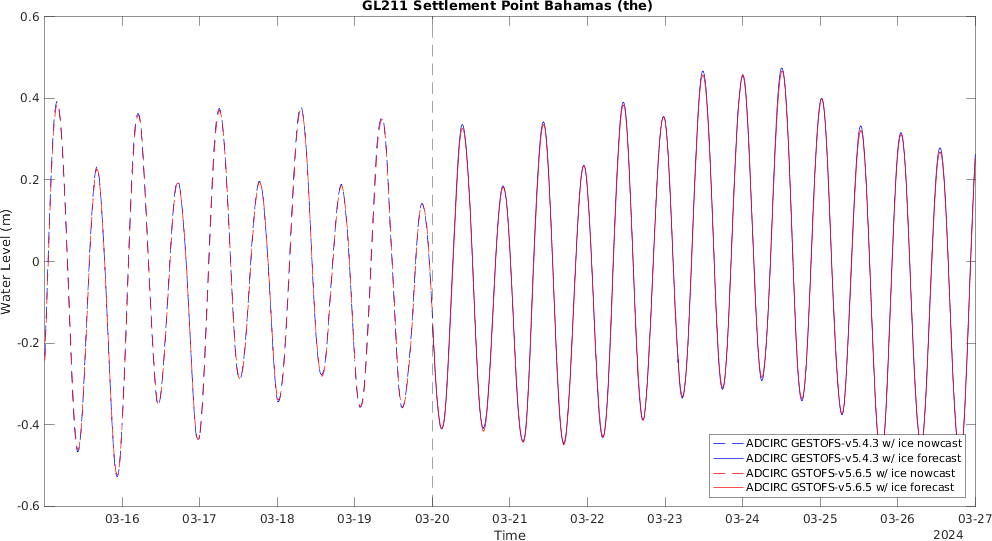 GL211 Settlement Point Bahamas (the)
0.6
0.4
0.2
0
-0.2
-0.4
-0.6
Water Level (m)
ADCIRC GESTOFS-v5.4.3 w/ ice nowcast
ADCIRC GESTOFS-v5.4.3 w/ ice forecast
ADCIRC GSTOFS-v5.6.5 w/ ice nowcast
ADCIRC GSTOFS-v5.6.5 w/ ice forecast
03-16 03-17 03-18 03-19 03-20 03-21 03-22 03-23 03-24 03-25 03-26 03-27
Time
2024